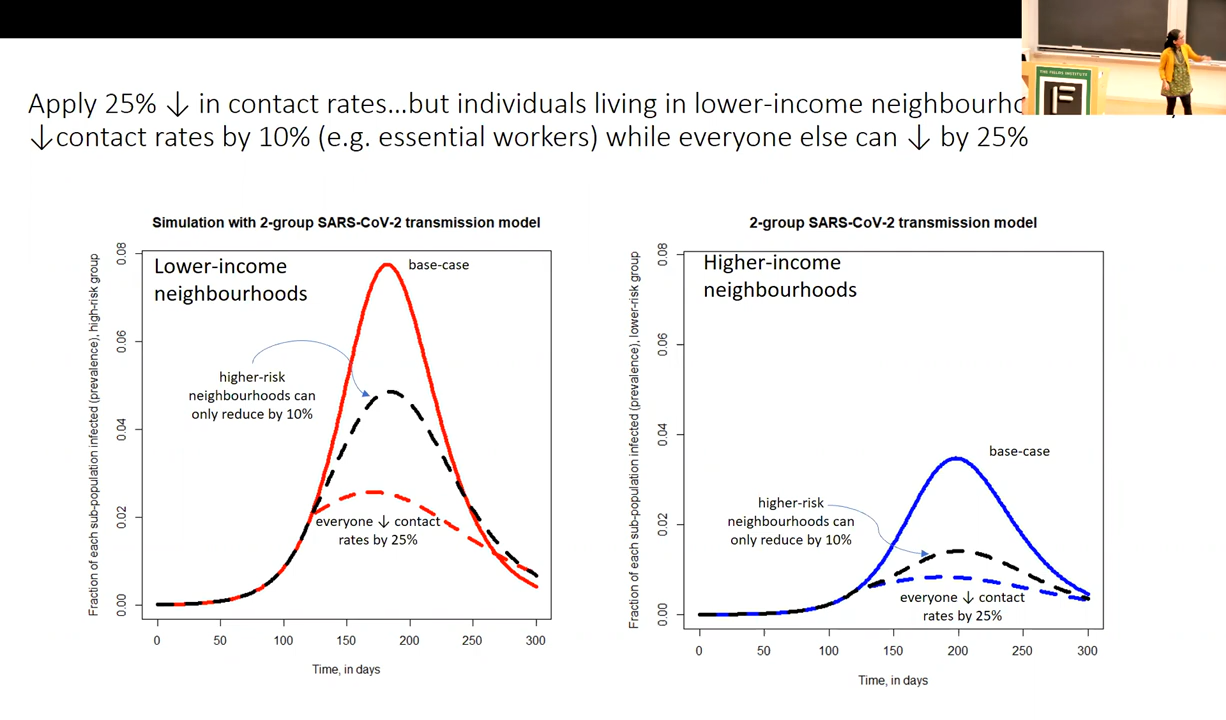 Apply 25% ↓ in contact rates...but individuals living in lower-income
↓contact rates by 10% (e.g. essential workers) while everyone else can ↓ by 25%
THE FIELDS INSTITUTE
Simulation with 2-group SARS-CoV-2 transmission model
Fraction of each sub-population infected (prevalence), high-risk group
0.08
0.06
0.04
0.02
0.00
Lower-income
neighbourhoods
base-case
higher-risk
neighbourhoods can
only reduce by 10%
everyone ↓ contact
rates by 25%
0 50 100 150 200 250 300
Time, in days
2-group SARS-CoV-2 transmission model
Fraction of each sub-population infected (prevalence), lower-risk group
0.08
0.06
0.04
0.02
0.00
Higher-income
neighbourhoods
base-case
higher-risk
neighbourhoods can
only reduce by 10%
everyone ↓ contact
rates by 25%
0 50 100 150 200 250 300
Time, in days